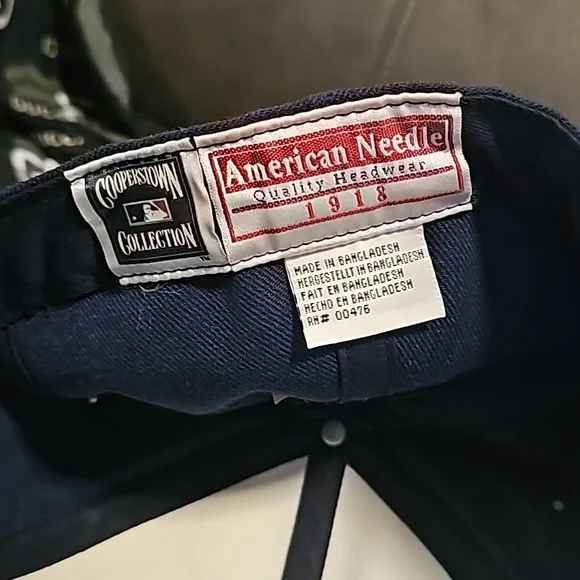 COOPERSTOWN
COLLECTION
TM
American Needle
Quality Headwear
1918
MADE IN BANGLADESH
HERGESTELLT IN BANGLADESH
FAIT EN BANGLADESH
HECHO EN BANGLADESH
RN# 00476